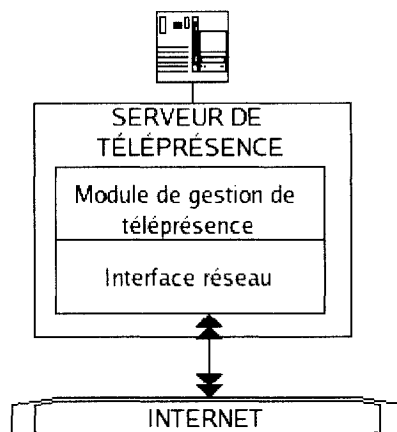 SERVEUR DE
TÉLÉPRÉSENCE
Module de gestion de
téléprésence
Interface réseau
INTERNET